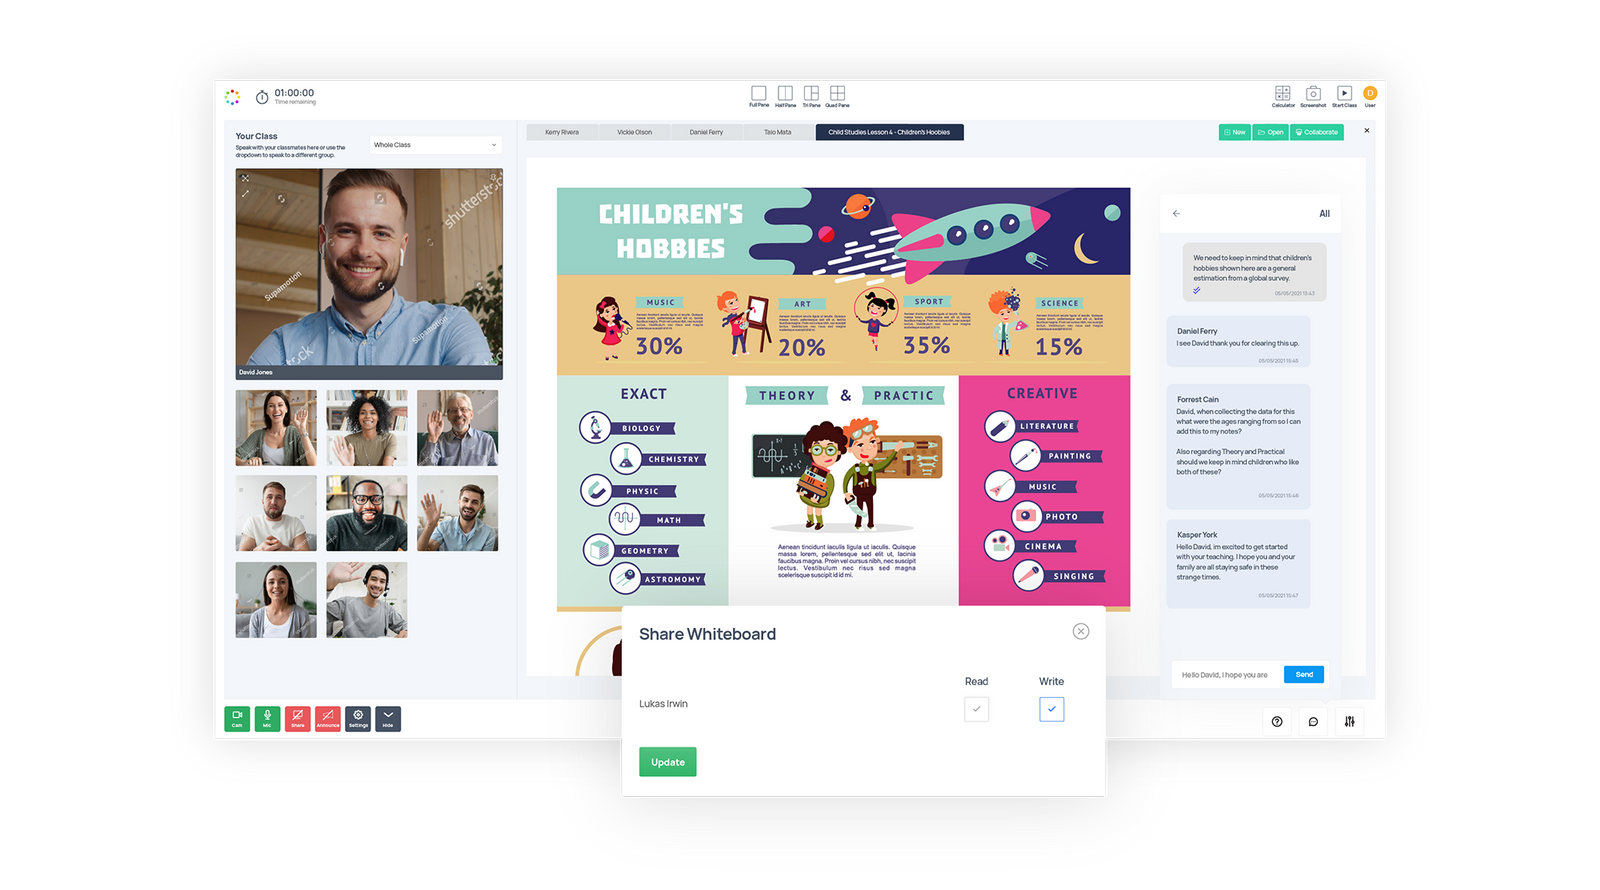 01:00:00
Time remaining
Full Pane
Half Pane
Tri Pane
Quad Pane
Calculator
Screenshot
Start Class
D
User
Your Class
Speak with your classmates here or use the
dropdown to speak to a different group.
Whole Class
Kerry Rivera
Vickie Olson
Daniel Ferry
Taio Mata
Child Studies Lesson 4 - Children's Hoobies
New
Open
Collaborate
shutterstock
Supamotion
Supamotion
David Jones
CHILDREN'S
HOBBIES
MUSIC
30%
ART
20%
SPORT
35%
SCIENCE
15%
EXACT
BIOLOGY
CHEMISTRY
PHYSIC
MATH
GEOMETRY
ASTROMOMY
THEORY & PRACTIC
Aenean tincidunt iaculis ligula ut iaculis. Quisque
massa lorem, pellentesque sed elit ut, lacinia
faucibus magna. Proin vel cursus nibh, nec suscipit
lectus. Vestibulum nec risus sed magna
scelerisque suscipit id id mi.
CREATIVE
LITERATURE
PAINTING
MUSIC
PHOTO
CINEMA
SINGING
All
We need to keep in mind that children's
hobbies shown here are a general
estimation from a global survey.
05/05/2021 15:43
Daniel Ferry
I see David thank you for clearing this up.
05/05/2021 15:45
Forrest Cain
David, when collecting the data for this
what were the ages ranging from so I can
add this to my notes?
Also regarding Theory and Practical
should we keep in mind children who like
both of these?
05/05/2021 15:46
Kasper York
Hello David, im excited to get started
with your teaching. I hope you and your
family are all staying safe in these
strange times.
05/05/2021 15:47
Hello David, I hope you are
Send
Share Whiteboard
Read
Write
Lukas Irwin
Update
Cam
Mic
Share
Announce
Settings
Hide